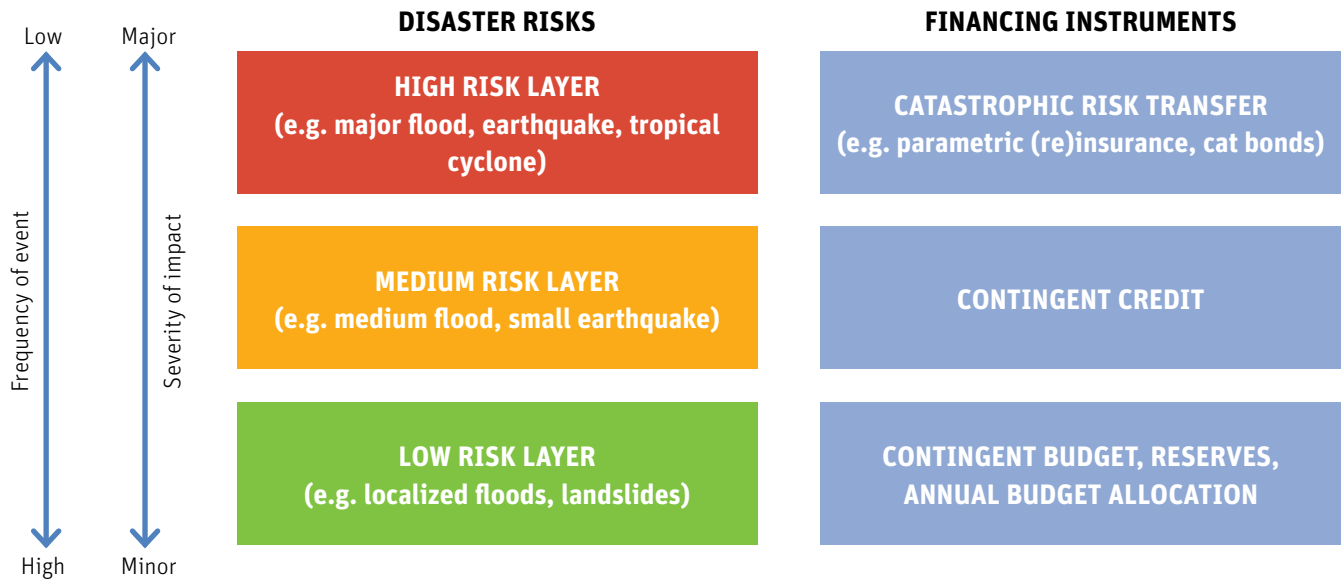 DISASTER RISKS
FINANCING INSTRUMENTS
Low
Major
HIGH RISK LAYER
(e.g. major flood, earthquake, tropical
cyclone)
CATASTROPHIC RISK TRANSFER
(e.g. parametric (re)insurance, cat bonds)
Frequency of event
Severity of impact
MEDIUM RISK LAYER
(e.g. medium flood, small earthquake)
CONTINGENT CREDIT
LOW RISK LAYER
(e.g. localized floods, landslides)
CONTINGENT BUDGET, RESERVES,
ANNUAL BUDGET ALLOCATION
High
Minor